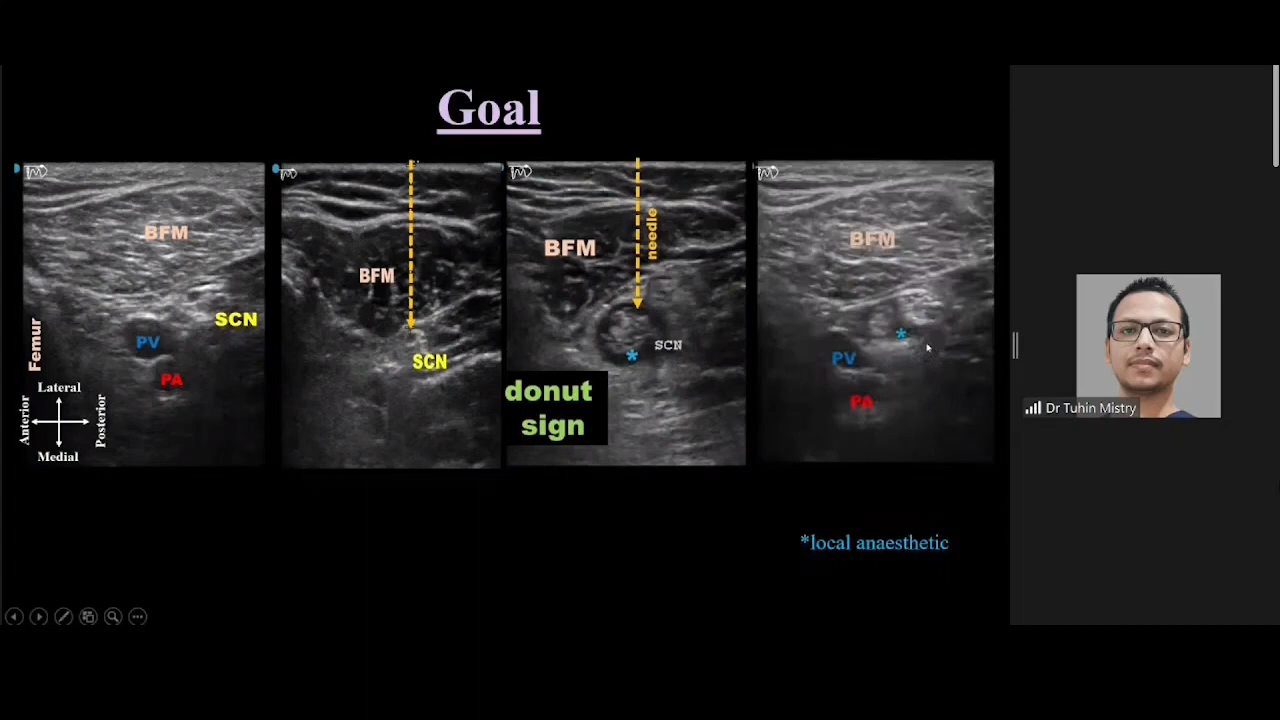 Goal
BFM
SCN
PV
PA
Femur
Lateral
Anterior
Posterior
Medial
BFM
SCN
BFM
needle
SCN
*
donut
sign
BFM
*
PV
PA
*local anaesthetic
Dr Tuhin Mistry